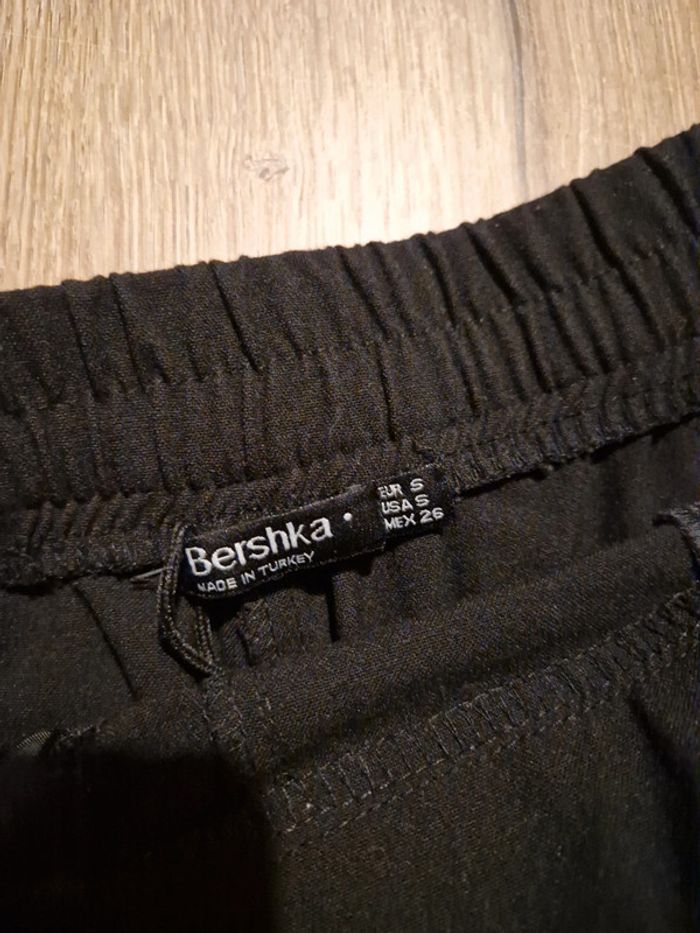 Bershka
MADE IN TURKEY
EUR S
USA S
MEX 26